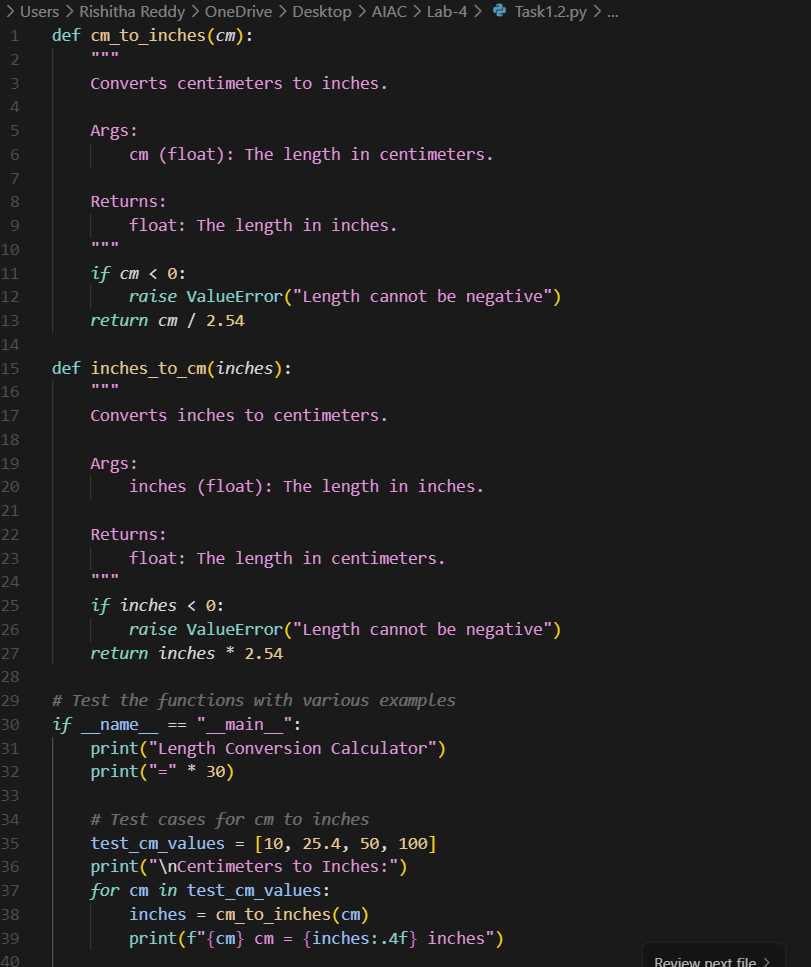 > Users > Rishitha Reddy > OneDrive > Desktop > AIAC > Lab-4 > Task1.2.py > ...
1 def cm_to_inches(cm):
2     """
3     Converts centimeters to inches.
4
5     Args:
6         cm (float): The length in centimeters.
7
8     Returns:
9         float: The length in inches.
10     """
11     if cm < 0:
12         raise ValueError("Length cannot be negative")
13     return cm / 2.54
14
15 def inches_to_cm(inches):
16     """
17     Converts inches to centimeters.
18
19     Args:
20         inches (float): The length in inches.
21
22     Returns:
23         float: The length in centimeters.
24     """
25     if inches < 0:
26         raise ValueError("Length cannot be negative")
27     return inches * 2.54
28
29 # Test the functions with various examples
30 if __name__ == "__main__":
31     print("Length Conversion Calculator")
32     print("=" * 30)
33
34     # Test cases for cm to inches
35     test_cm_values = [10, 25.4, 50, 100]
36     print("\nCentimeters to Inches:")
37     for cm in test_cm_values:
38         inches = cm_to_inches(cm)
39         print(f"{cm} cm = {inches:.4f} inches")
40
Review next file >